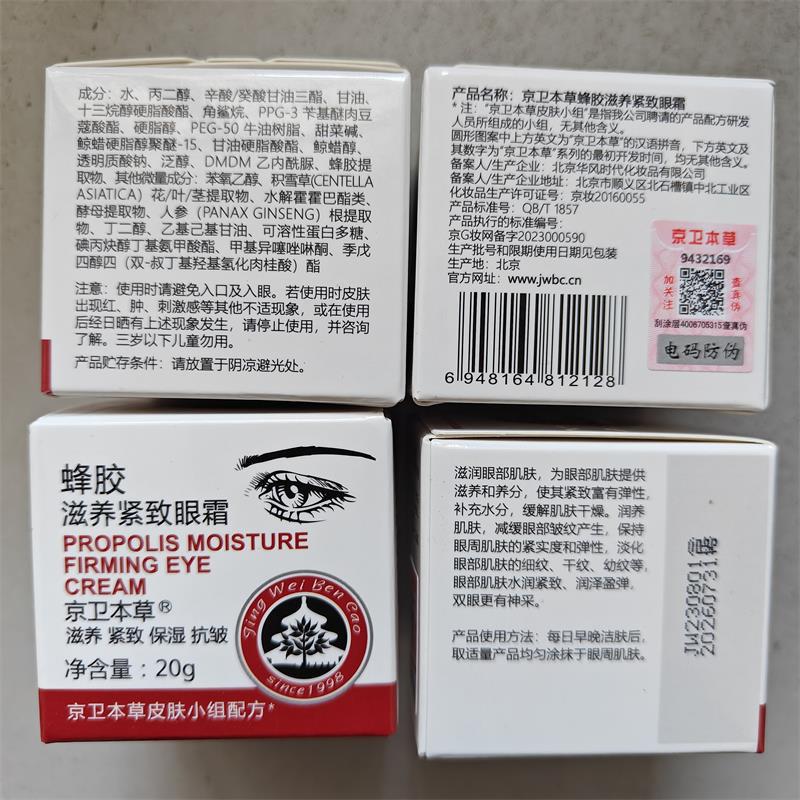 成分：水、丙二醇、辛酸/癸酸甘油三酯、甘油、
十三烷醇硬脂酸酯、角鲨烷、PPG-3 苄基醚肉豆
蔻酸酯、硬脂醇、PEG-50 牛油树脂、甜菜碱、
鲸蜡硬脂醇聚醚-15、甘油硬脂酸酯、鲸蜡醇、
透明质酸钠、泛醇、DMDM 乙内酰脲、蜂胶提
取物、其他微量成分：苯氧乙醇、积雪草(CENTELLA
ASIATICA）花/叶/茎提取物、水解霍霍巴酯类、
酵母提取物、人参（PANAX GINSENG）根提取
物、丁二醇、乙基己基甘油、可溶性蛋白多糖、
碘丙炔醇丁基氨甲酸酯、甲基异噻唑啉酮、季戊
四醇四（双-叔丁基羟基氢化肉桂酸）酯
注意：使用时请避免入口及入眼。若使用时皮肤
出现红、肿、刺激感等其他不适现象，或在使用
后经日晒有上述现象发生，请停止使用，并咨询
了解。三岁以下儿童勿用。
产品贮存条件：请放置于阴凉避光处。
产品名称：京卫本草蜂胶滋养紧致眼霜
*注：“京卫本草皮肤小组”是指我公司聘请的产品配方研发
人员所组成的小组，无其他含义。
圆形图案中上方英文为“京卫本草”的汉语拼音，下方英文及
其数字为“京卫本草”系列的最初开发时间，均无其他含义。
备案人/生产企业：北京华风时代化妆品有限公司
备案人/生产企业地址：北京市顺义区北石槽镇中北工业区
化妆品生产许可证号：京妆20160055
产品标准号：QB/T 1857
产品执行的标准编号：
京G妆网备字2023000590
生产批号和限期使用日期见包装
生产地：北京
官方网址：www.jwbc.cn
6 948164 812128
京卫本草
9432169
加关注
查真伪
刮涂层4006705315查真伪
电码防伪
蜂胶
滋养紧致眼霜
PROPOLIS MOISTURE
FIRMING EYE
CREAM
京卫本草®
滋养 紧致 保湿 抗皱
净含量：20g
Jing Wei Ben Cao
since1998
京卫本草皮肤小组配方*
滋润眼部肌肤，为眼部肌肤提供
滋养和养分，使其紧致富有弹性，
补充水分，缓解肌肤干燥。润养
肌肤，减缓眼部皱纹产生，保持
眼周肌肤的紧实度和弹性，淡化
眼部肌肤的细纹、干纹、幼纹等，
眼部肌肤水润紧致、润泽盈弹，
双眼更有神采。
产品使用方法：每日早晚洁肤后，
取适量产品均匀涂抹于眼周肌肤。
JW230801
20260731